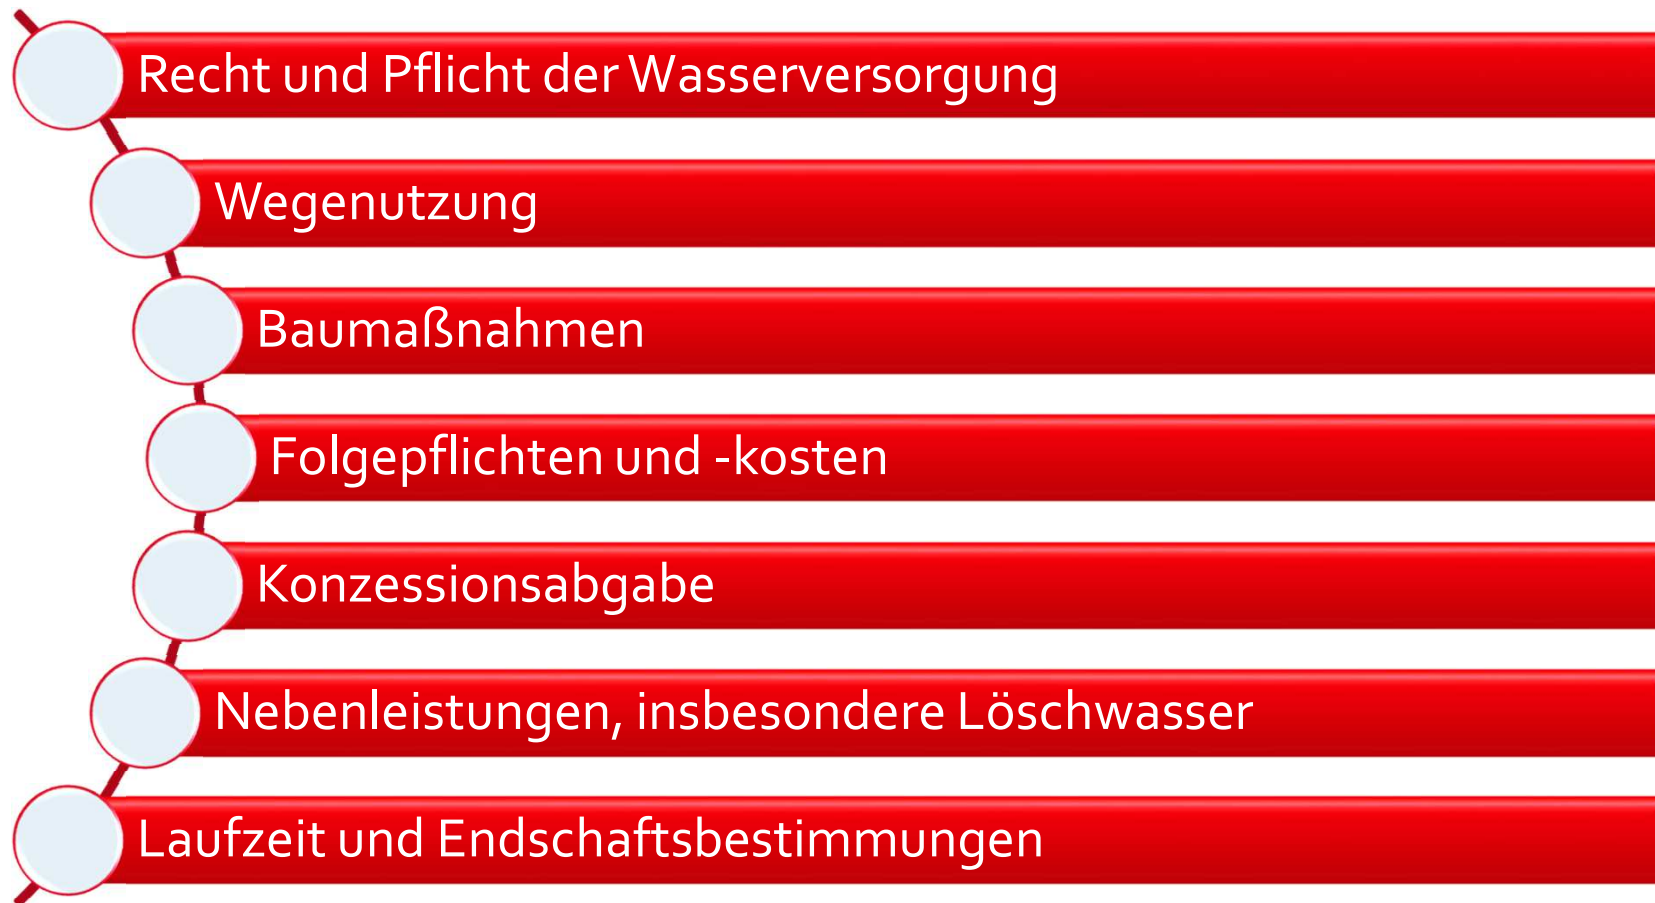 Recht und Pflicht der Wasserversorgung
Wegenutzung
Baumaßnahmen
Folgepflichten und -kosten
Konzessionsabgabe
Nebenleistungen, insbesondere Löschwasser
Laufzeit und Endschaftsbestimmungen